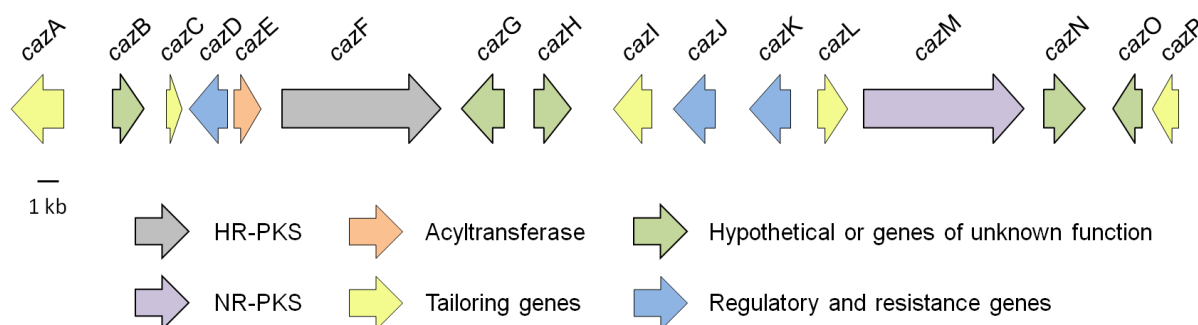 cazA cazB cazC cazD cazE cazF cazG cazH cazI cazJ cazK cazL cazM cazN cazO cazP
1 kb
HR-PKS Acyltransferase Hypothetical or genes of unknown function
NR-PKS Tailoring genes Regulatory and resistance genes